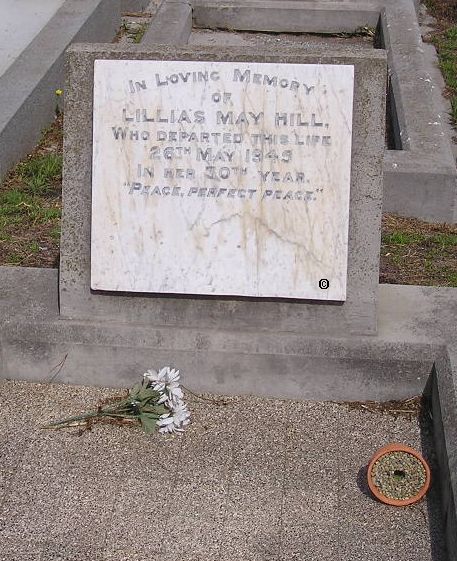 IN LOVING MEMORY
OF
LILLIAS MAY HILL,
WHO DEPARTED THIS LIFE
26TH MAY 1949
IN HER 30TH YEAR.
"PEACE, PERFECT PEACE."
©